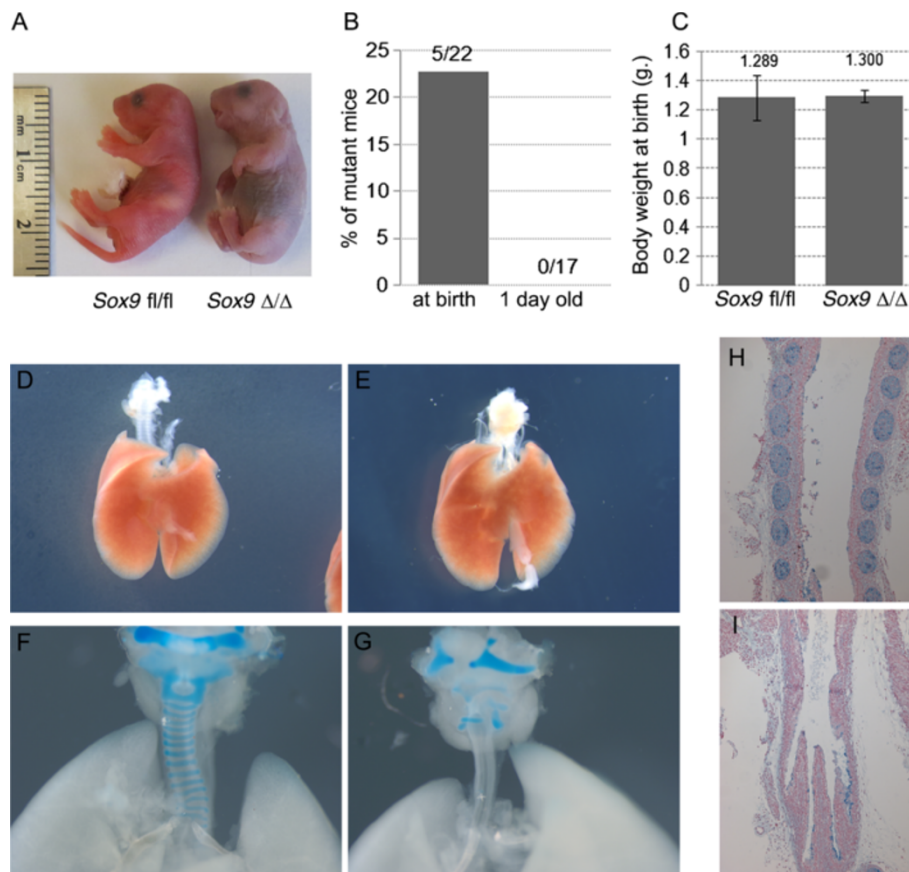 A
mm
1
cm
2
Sox9 fl/fl
Sox9 Δ/Δ
B
% of mutant mice
25
20
15
10
5
0
5/22
0/17
at birth
1 day old
C
Body weight at birth (g.)
1.6
1.4
1.2
1
0.8
0.6
0.4
0.2
0
1.289
1.300
Sox9 fl/fl
Sox9 Δ/Δ
D
E
H
F
G
I